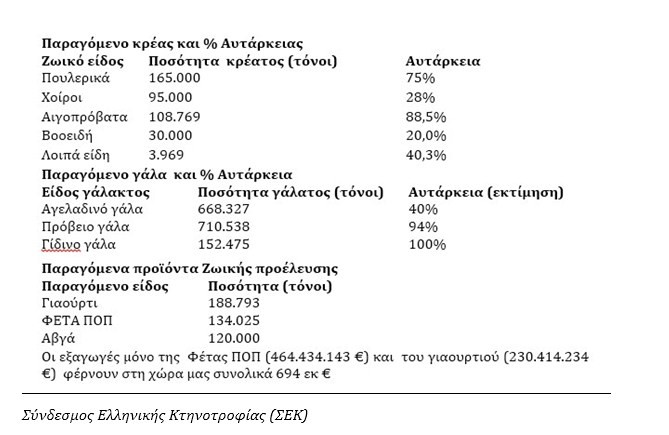 Παραγόμενο κρέας και % Αυτάρκειας
Ζωικό είδος Ποσότητα κρέατος (τόνοι) Αυτάρκεια
Πουλερικά 165.000 75%
Χοίροι 95.000 28%
Αιγοπρόβατα 108.769 88,5%
Βοοειδή 30.000 20,0%
Λοιπά είδη 3.969 40,3%
Παραγόμενο γάλα και % Αυτάρκεια
Είδος γάλακτος Ποσότητα γάλατος (τόνοι) Αυτάρκεια (εκτίμηση)
Αγελαδινό γάλα 668.327 40%
Πρόβειο γάλα 710.538 94%
Γίδινο γάλα 152.475 100%
Παραγόμενα προϊόντα Ζωικής προέλευσης
Παραγόμενο είδος Ποσότητα (τόνοι)
Γιαούρτι 188.793
ΦΕΤΑ ΠΟΠ 134.025
Αβγά 120.000
Οι εξαγωγές μόνο της Φέτας ΠΟΠ (464.434.143 €) και του γιαουρτιού (230.414.234
€) φέρνουν στη χώρα μας συνολικά 694 εκ €
Σύνδεσμος Ελληνικής Κτηνοτροφίας (ΣΕΚ)